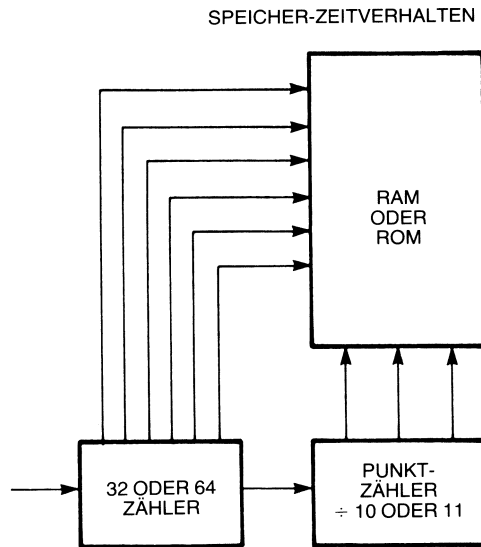 SPEICHER-ZEITVERHALTEN
RAM
ODER
ROM
32 ODER 64
ZÄHLER
PUNKT-
ZÄHLER
÷ 10 ODER 11